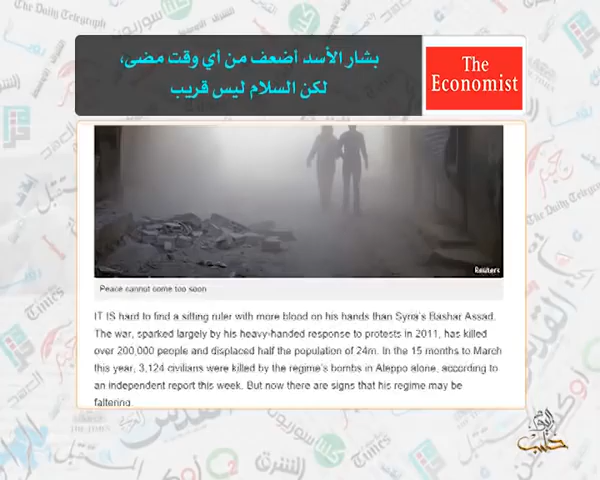 بشار الأسد أضعف من أي وقت مضى،
لكن السلام ليس قريب
The
Economist
Reuters
Peace cannot come too soon
IT IS hard to find a sitting ruler with more blood on his hands than Syria's Bashar Assad.
The war, sparked largely by his heavy-handed response to protests in 2011, has killed
over 200,000 people and displaced half the population of 24m. In the 15 months to March
this year, 3,124 civilians were killed by the regime's bombs in Aleppo alone, according to
an independent report this week. But now there are signs that his regime may be
faltering.
حلب اليوم